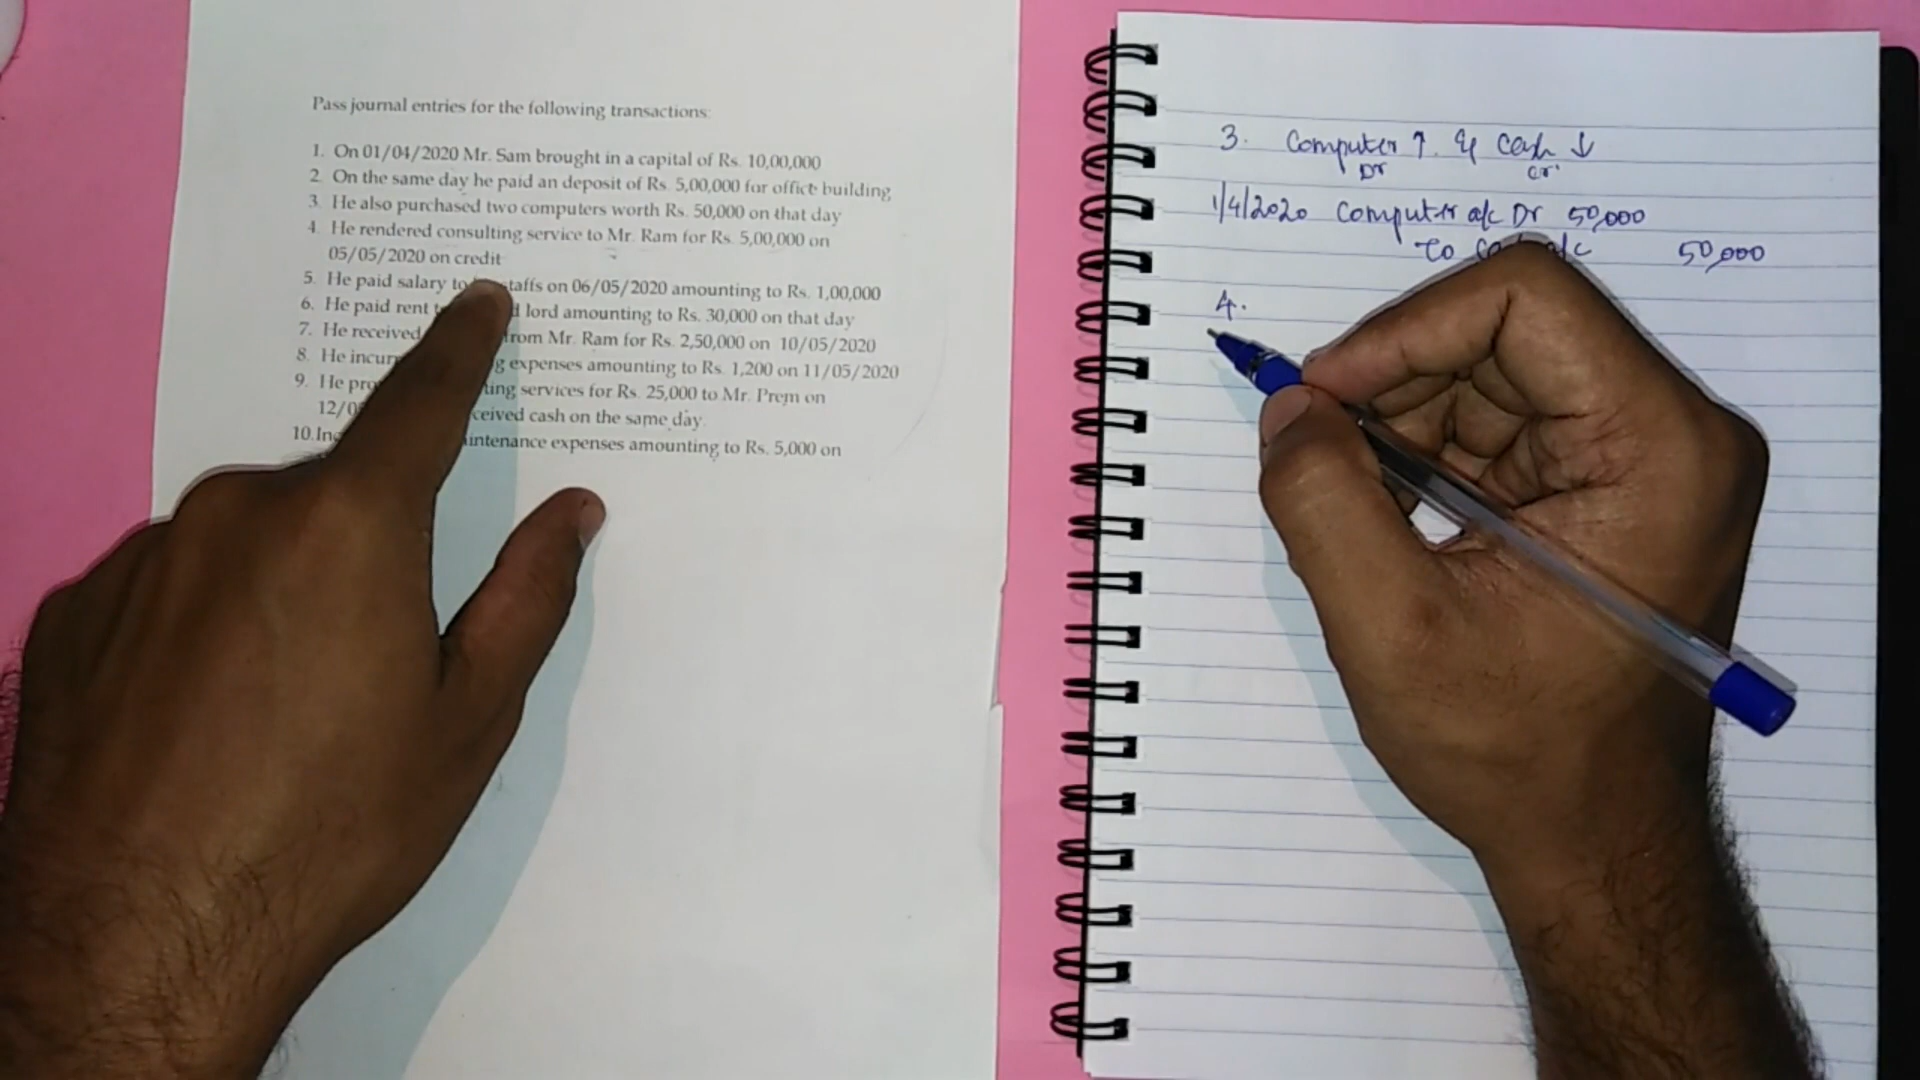 Pass journal entries for the following transactions:
1. On 01/04/2020 Mr. Sam brought in a capital of Rs. 10,00,000
2. On the same day he paid an deposit of Rs. 5,00,000 for office building
3. He also purchased two computers worth Rs. 50,000 on that day
4. He rendered consulting service to Mr. Ram for Rs. 5,00,000 on
05/05/2020 on credit
5. He paid salary to staffs on 06/05/2020 amounting to Rs. 1,00,000
6. He paid rent lord amounting to Rs. 30,000 on that day
7. He received from Mr. Ram for Rs. 2,50,000 on 10/05/2020
8. He expenses amounting to Rs. 1,200 on 11/05/2020
9. He services for Rs. 25,000 to Mr. Prem on
cash on the same day.
10. expenses amounting to Rs. 5,000 on
3. Computer ↑. & Cash ↓
Dr Cr
1/4/2020 Computer a/c Dr 50,000
To a/c 50,000
4.